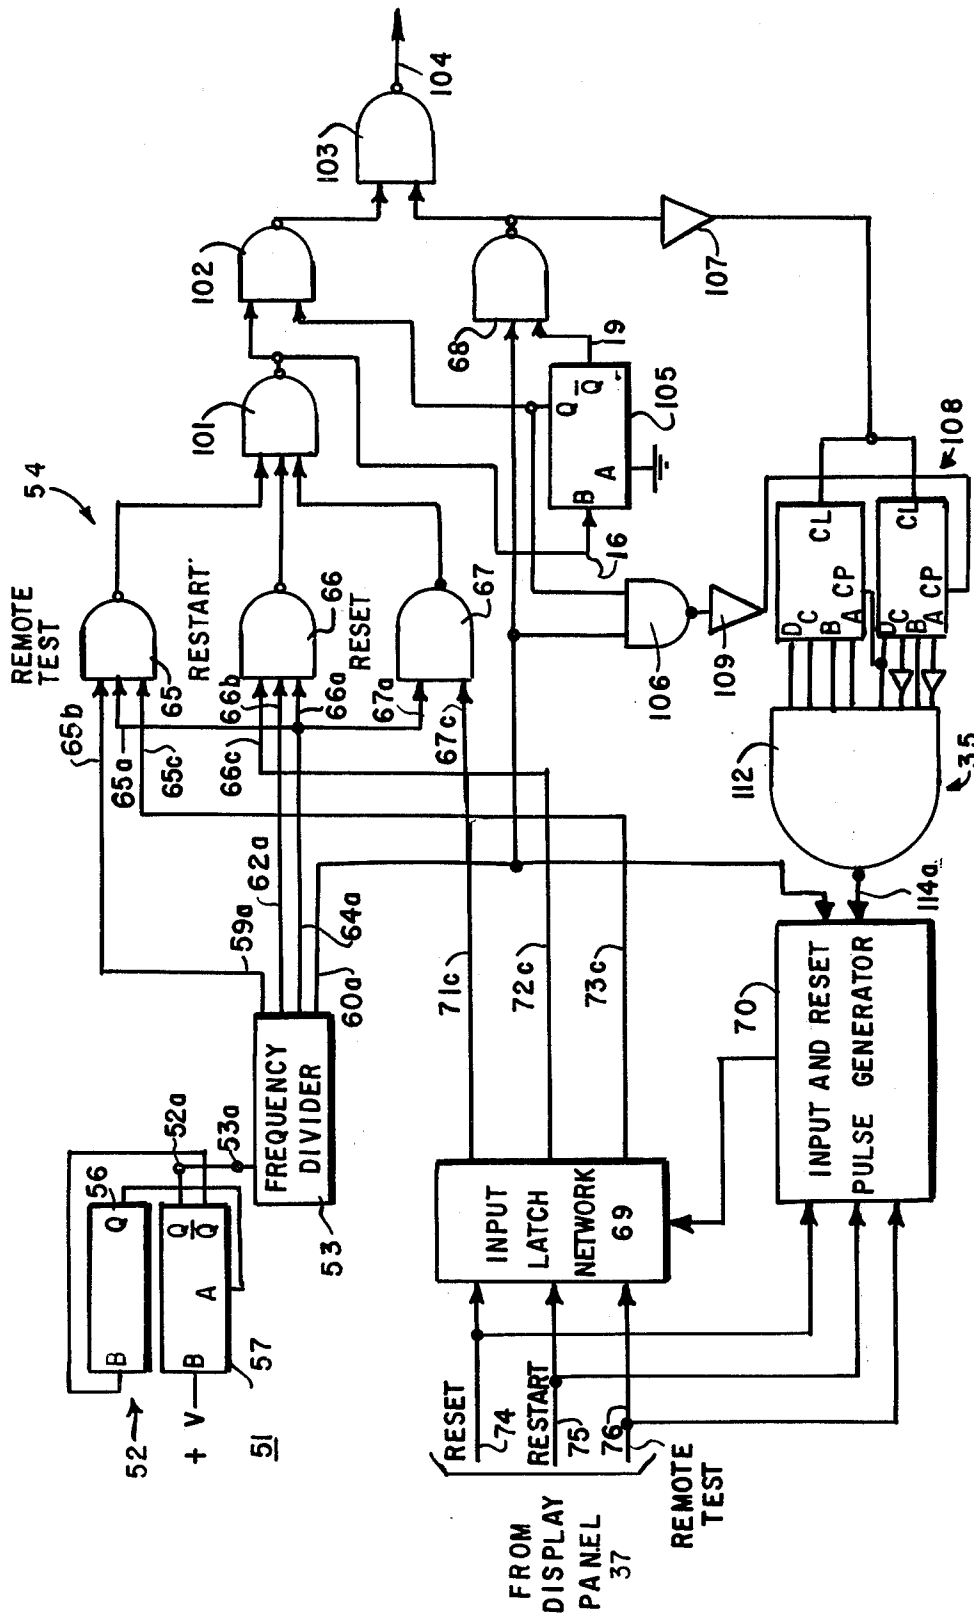 REMOTE
TEST
54
65b
65a
65c
65
RESTART
66c
66b
66a
66
RESET
67a
67c
67
101
102
103
104
68
19
16
Q
Q
B
A
105
106
107
108
109
CL
CL
D
C
B
A
CP
D
C
B
A
CP
112
35
114a
59a
62a
64a
60a
71c
72c
73c
FREQUENCY
DIVIDER
53
52a
53a
56
B
Q
B
A
Q
Q
57
52
+ V
51
INPUT
LATCH
NETWORK
69
70
INPUT AND RESET
PULSE GENERATOR
RESET
74
RESTART
75
76
REMOTE
TEST
FROM
DISPLAY
PANEL
37